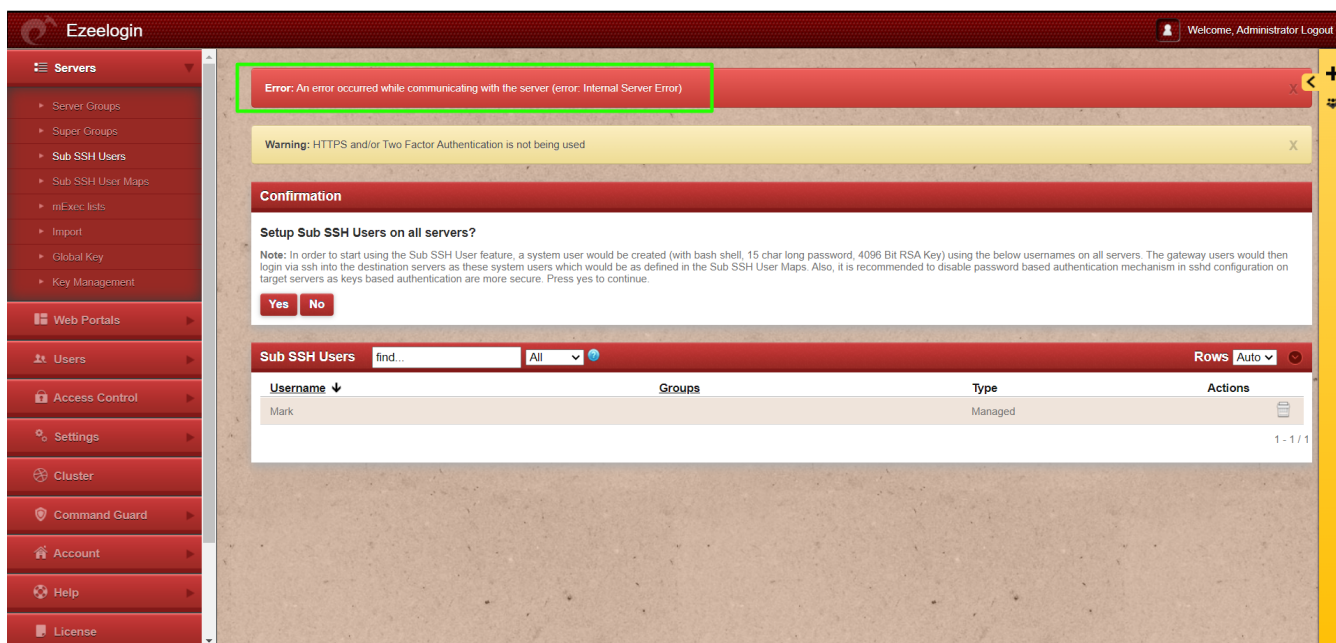 Ezeelogin
Welcome, Administrator Logout
Servers
Server Groups
Super Groups
Sub SSH Users
Sub SSH User Maps
mExec lists
Import
Global Key
Key Management
Web Portals
Users
Access Control
Settings
Cluster
Command Guard
Account
Help
License
Error: An error occurred while communicating with the server (error: Internal Server Error)
X
Warning: HTTPS and/or Two Factor Authentication is not being used
X
Confirmation
Setup Sub SSH Users on all servers?
Note: In order to start using the Sub SSH User feature, a system user would be created (with bash shell, 15 char long password, 4096 Bit RSA Key) using the below usernames on all servers. The gateway users would then
login via ssh into the destination servers as these system users which would be as defined in the Sub SSH User Maps. Also, it is recommended to disable password based authentication mechanism in sshd configuration on
target servers as keys based authentication are more secure. Press yes to continue.
Yes No
Sub SSH Users find... All Rows Auto
Username Groups Type Actions
Mark Managed
1 - 1 / 1